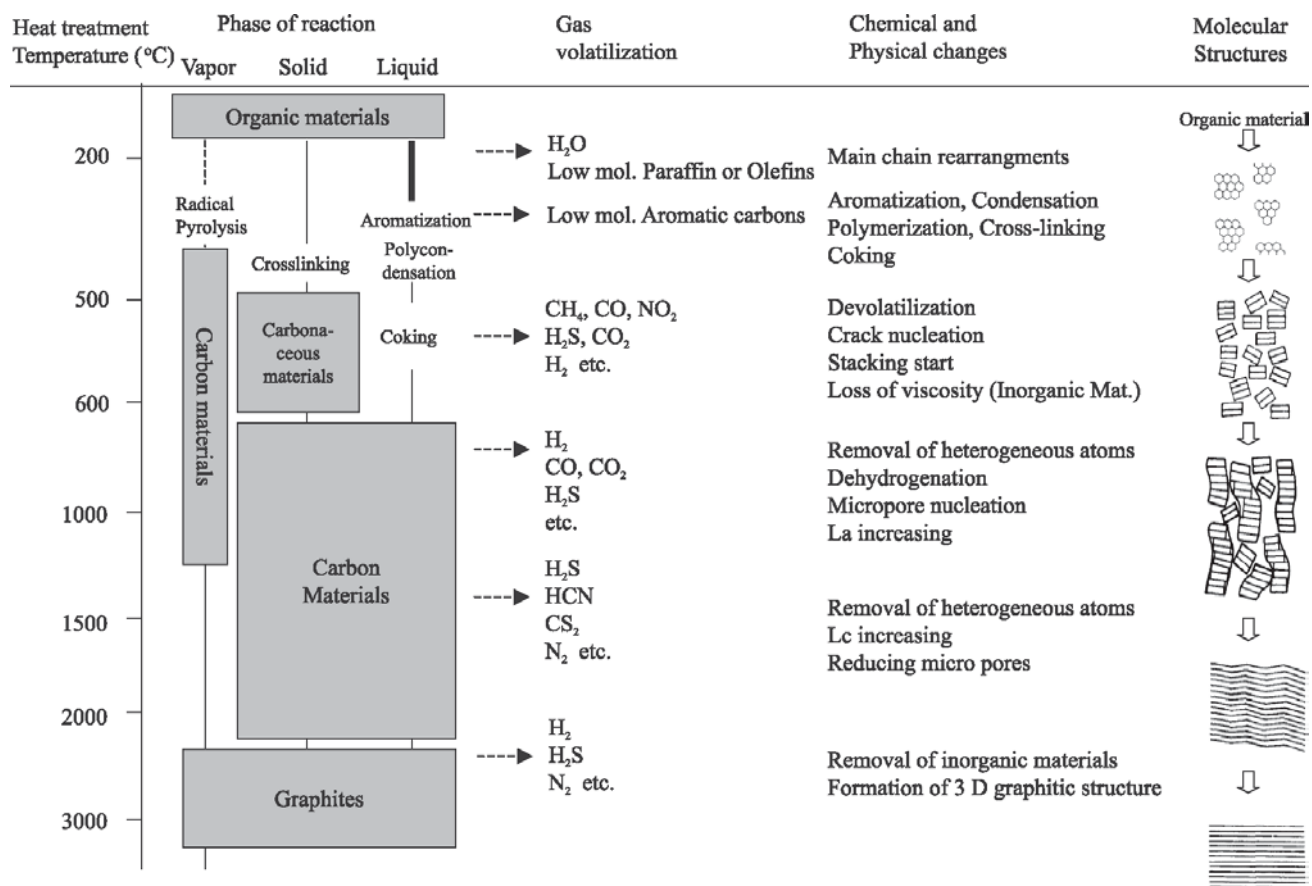 Heat treatment
Temperature (°C)
Phase of reaction
Vapor Solid Liquid
Gas
volatilization
Chemical and
Physical changes
Molecular
Structures
Organic materials
200
Radical
Pyrolysis
Aromatization
Polycon-
densation
Crosslinking
500
Carbona-
ceous
materials
Coking
Carbon materials
600
1000
Carbon
Materials
1500
2000
Graphites
3000
H₂O
Low mol. Paraffin or Olefins
Low mol. Aromatic carbons
CH₄, CO, NO₂
H₂S, CO₂
H₂ etc.
H₂
CO, CO₂
H₂S
etc.
H₂S
HCN
CS₂
N₂ etc.
H₂
H₂S
N₂ etc.
Main chain rearrangments
Aromatization, Condensation
Polymerization, Cross-linking
Coking
Devolatilization
Crack nucleation
Stacking start
Loss of viscosity (Inorganic Mat.)
Removal of heterogeneous atoms
Dehydrogenation
Micropore nucleation
La increasing
Removal of heterogeneous atoms
Lc increasing
Reducing micro pores
Removal of inorganic materials
Formation of 3 D graphitic structure
Organic material